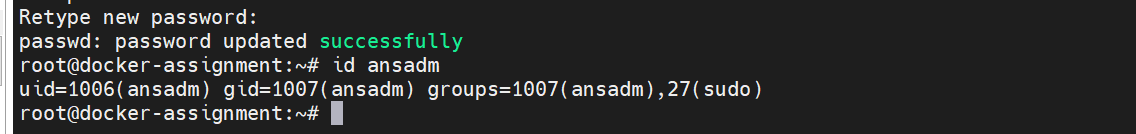 Retype new password:
passwd: password updated successfully
root@docker-assignment:~# id ansadm
uid=1006(ansadm) gid=1007(ansadm) groups=1007(ansadm),27(sudo)
root@docker-assignment:~#